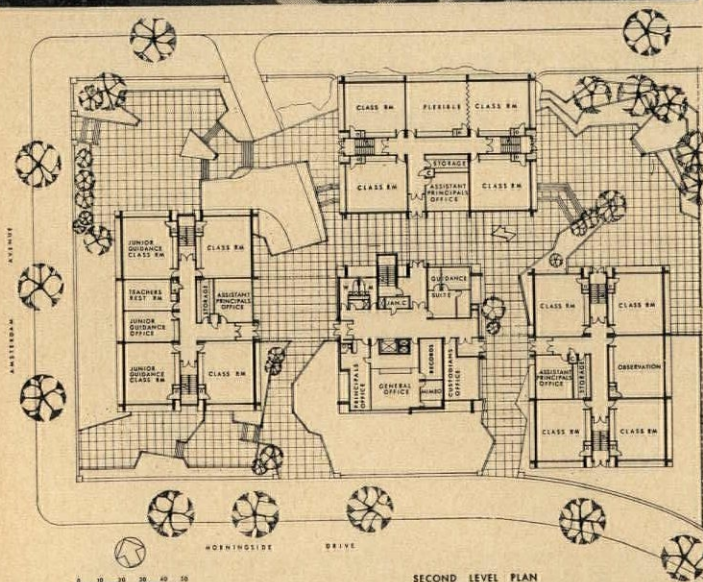 CLASS RM
FLEXIBLE
CLASS RM
CLASS RM
STORAGE
ASSISTANT
PRINCIPALS
OFFICE
CLASS RM
AMSTERDAM AVENUE
JUNIOR
GUIDANCE
CLASS RM
CLASS RM
TEACHERS
REST RM
STORAGE
ASSISTANT
PRINCIPALS
OFFICE
JUNIOR
GUIDANCE
OFFICE
JUNIOR
GUIDANCE
CLASS RM
CLASS RM
W
M
JAN.C
GUIDANCE
SUITE
PRINCIPALS
OFFICE
GENERAL
OFFICE
RECORDS
MIMEO
CUSTODIANS
OFFICE
CLASS RM
CLASS RM
ASSISTANT
PRINCIPALS
OFFICE
STORAGE
OBSERVATION
CLASS RM
CLASS RM
MORNINGSIDE DRIVE
0 10 20 30 40 50
SECOND LEVEL PLAN